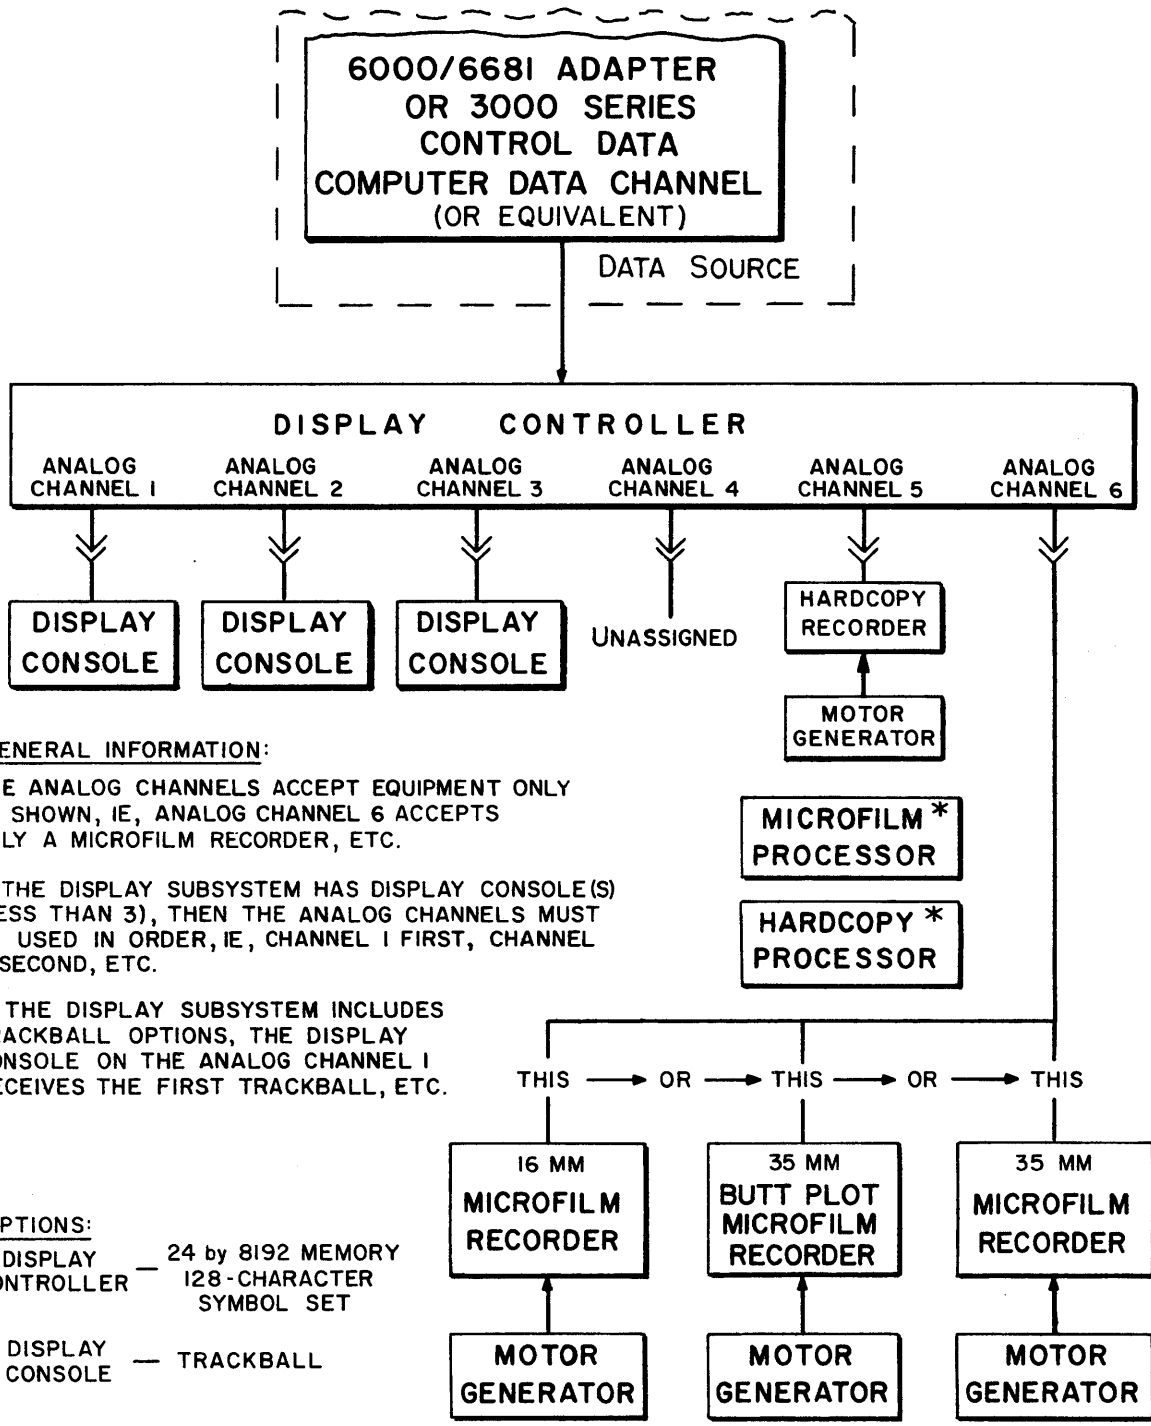 6000/6681 ADAPTER
OR 3000 SERIES
CONTROL DATA
COMPUTER DATA CHANNEL
(OR EQUIVALENT)
DATA SOURCE
DISPLAY CONTROLLER
ANALOG CHANNEL 1
ANALOG CHANNEL 2
ANALOG CHANNEL 3
ANALOG CHANNEL 4
ANALOG CHANNEL 5
ANALOG CHANNEL 6
DISPLAY
CONSOLE
DISPLAY
CONSOLE
DISPLAY
CONSOLE
UNASSIGNED
HARDCOPY
RECORDER
MOTOR
GENERATOR
ENERAL INFORMATION:
E ANALOG CHANNELS ACCEPT EQUIPMENT ONLY
SHOWN, IE, ANALOG CHANNEL 6 ACCEPTS
LY A MICROFILM RECORDER, ETC.
THE DISPLAY SUBSYSTEM HAS DISPLAY CONSOLE(S)
ESS THAN 3), THEN THE ANALOG CHANNELS MUST
USED IN ORDER, IE, CHANNEL 1 FIRST, CHANNEL
SECOND, ETC.
THE DISPLAY SUBSYSTEM INCLUDES
RACKBALL OPTIONS, THE DISPLAY
ONSOLE ON THE ANALOG CHANNEL 1
ECEIVES THE FIRST TRACKBALL, ETC.
MICROFILM *
PROCESSOR
HARDCOPY *
PROCESSOR
THIS → OR → THIS → OR → THIS
16 MM
MICROFILM
RECORDER
35 MM
BUTT PLOT
MICROFILM
RECORDER
35 MM
MICROFILM
RECORDER
MOTOR
GENERATOR
MOTOR
GENERATOR
MOTOR
GENERATOR
PTIONS:
DISPLAY
ONTROLLER — 24 by 8192 MEMORY
128-CHARACTER
SYMBOL SET
DISPLAY
CONSOLE — TRACKBALL